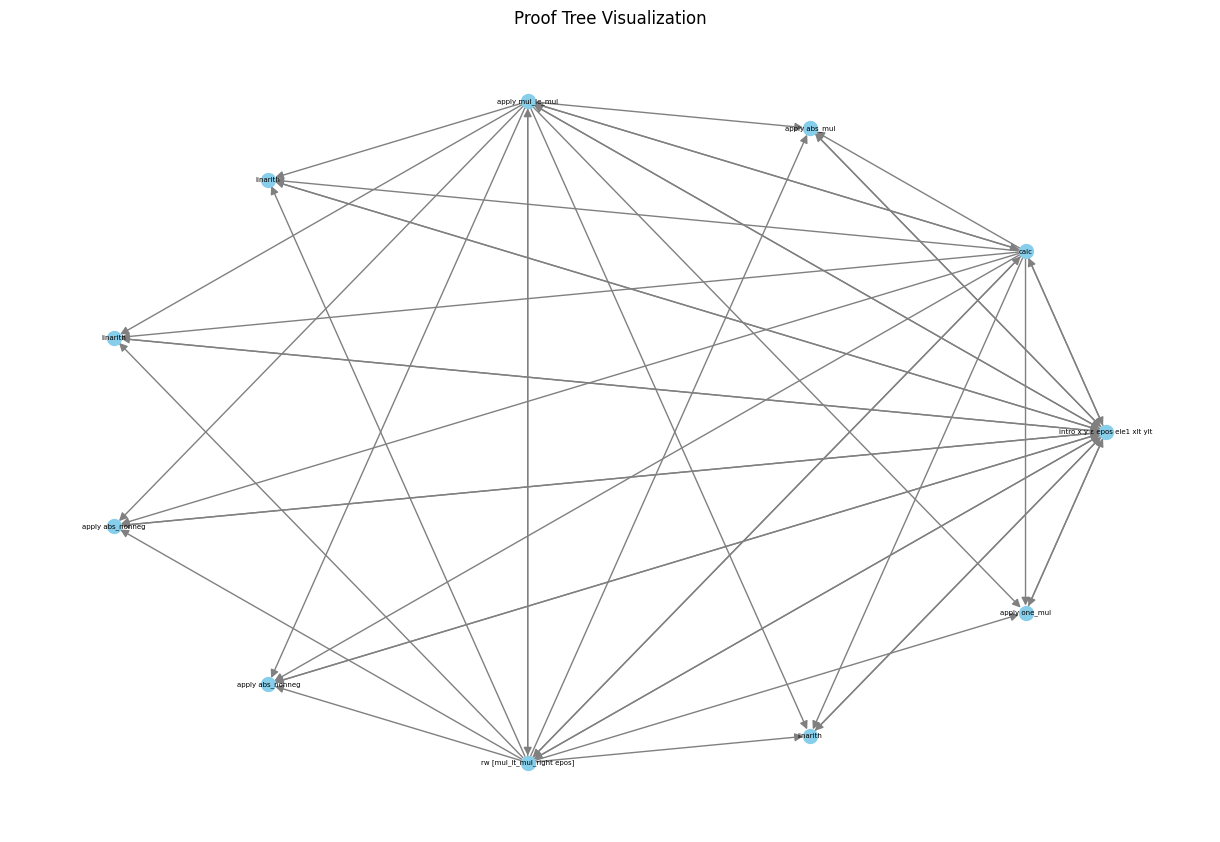 Proof Tree Visualization
apply mul_le_mul
apply abs_mul
linarith
calc
linarith
intro x y ε epos ele1 xlt ylt
apply abs_nonneg
apply one_mul
apply abs_nonneg
linarith
rw [mul_lt_mul_right epos]